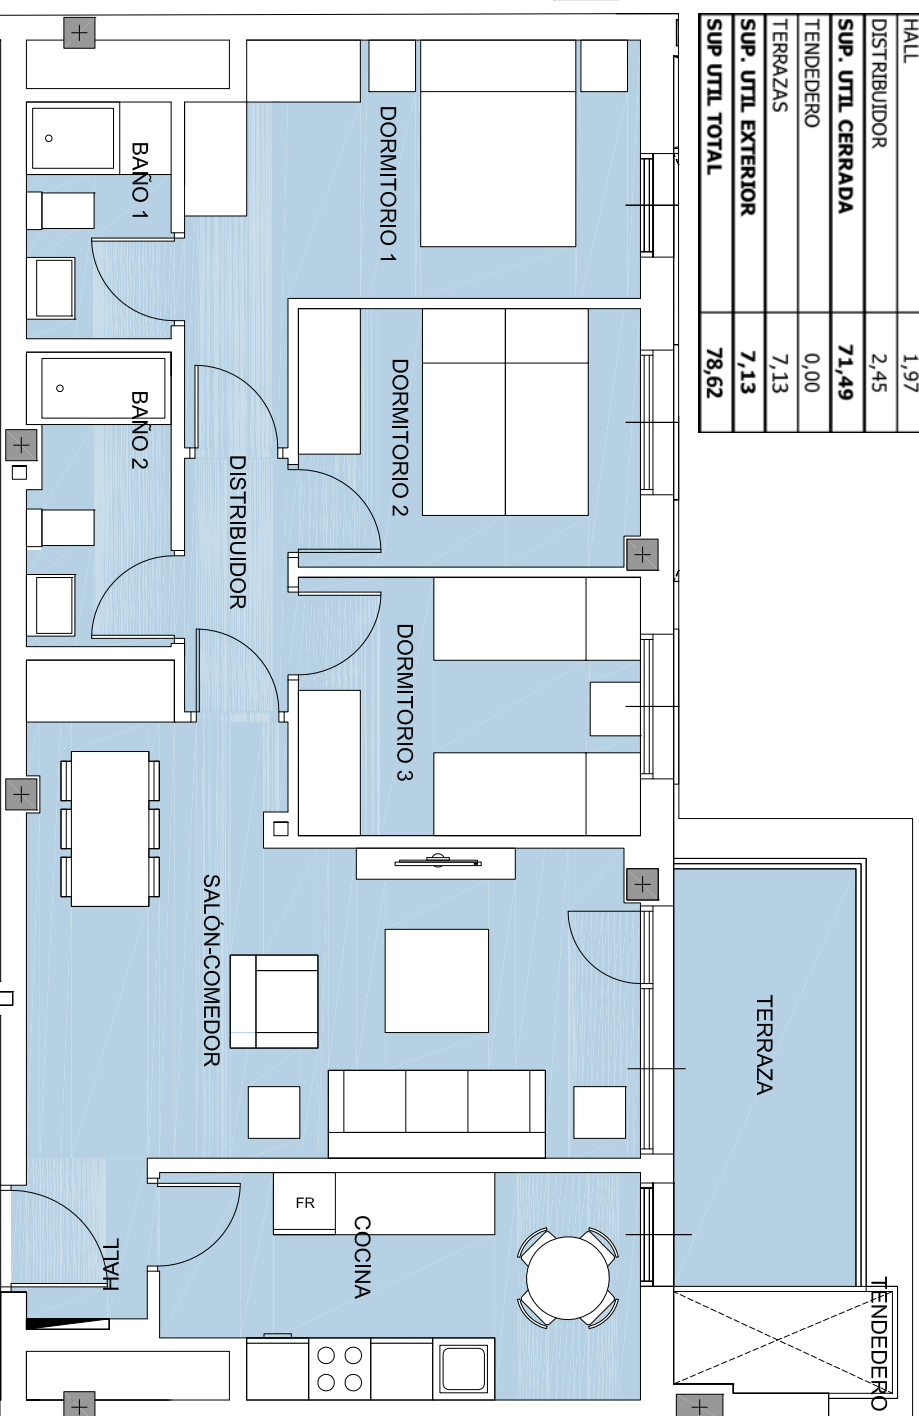 HALL 1,97
DISTRIBUIDOR 2,45
SUP. UTIL CERRADA 71,49
TENDEDERO 0,00
TERRAZAS 7,13
SUP. UTIL EXTERIOR 7,13
SUP UTIL TOTAL 78,62
DORMITORIO 1
BAÑO 1
DORMITORIO 2
BAÑO 2
DISTRIBUIDOR
DORMITORIO 3
SALÓN-COMEDOR
TERRAZA
COCINA
FR
HALL
TENDEDERO